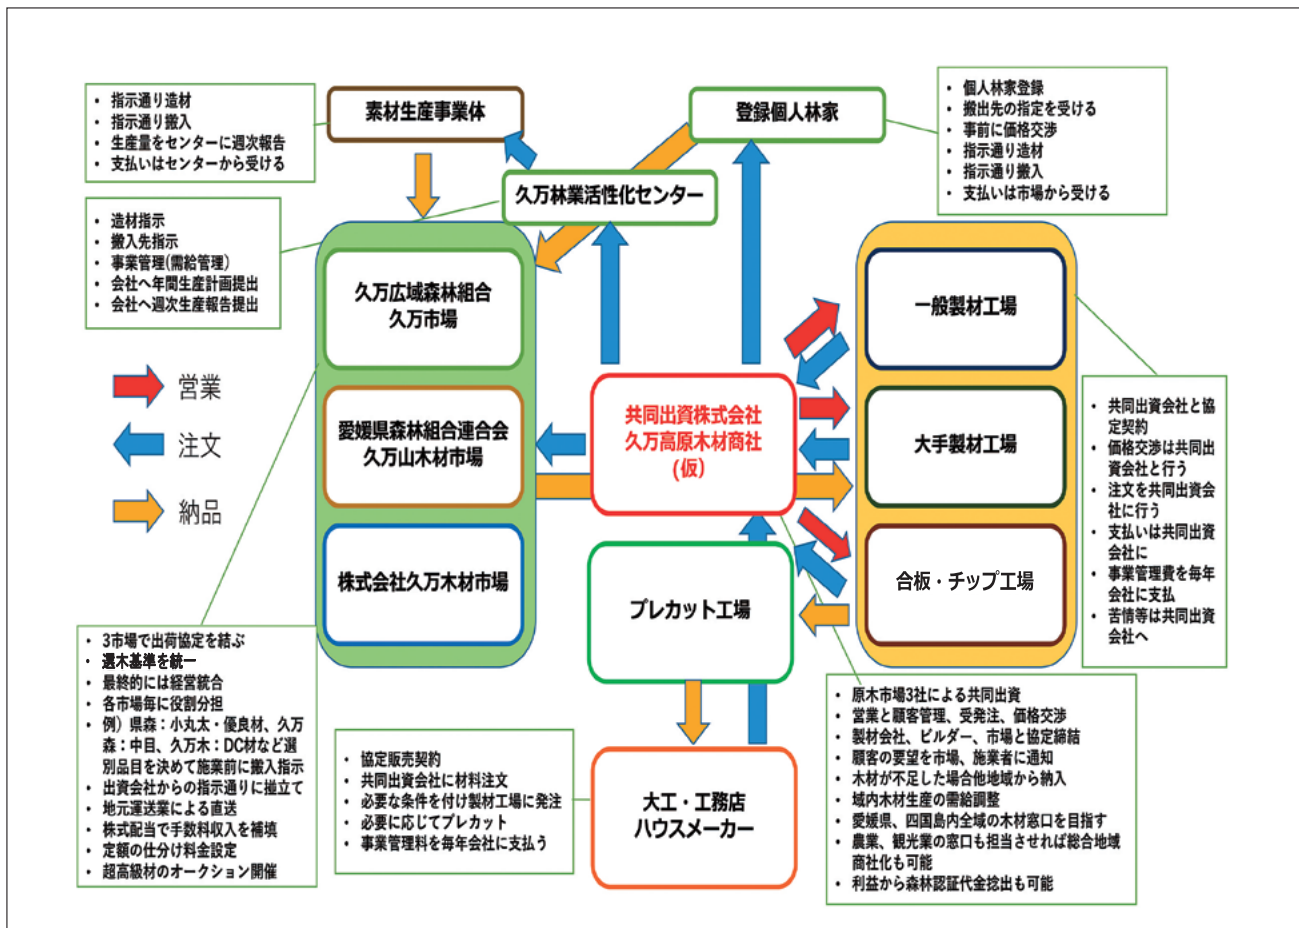 ・ 指示通り造材
・ 指示通り搬入
・ 生産量をセンターに週次報告
・ 支払いはセンターから受ける
素材生産事業体
登録個人林家
・ 個人林家登録
・ 搬出先の指定を受ける
・ 事前に価格交渉
・ 指示通り造材
・ 指示通り搬入
・ 支払いは市場から受ける
久万林業活性化センター
・ 造材指示
・ 搬入先指示
・ 事業管理(需給管理)
・ 会社へ年間生産計画提出
・ 会社へ週次生産報告提出
営業
注文
納品
久万広域森林組合
久万市場
愛媛県森林組合連合会
久万山木材市場
株式会社久万木材市場
共同出資株式会社
久万高原木材商社
(仮)
一般製材工場
大手製材工場
合板・チップ工場
・ 共同出資会社と協
定契約
・ 価格交渉は共同出
資会社と行う
・ 注文を共同出資会
社に行う
・ 支払いは共同出資
会社に
・ 事業管理費を毎年
会社に支払
・ 苦情等は共同出資
会社へ
プレカット工場
大工・工務店
ハウスメーカー
・ 3市場で出荷協定を結ぶ
・ 選木基準を統一
・ 最終的には経営統合
・ 各市場毎に役割分担
・ 例）県森：小丸太・優良材、久万
森：中目、久万木：DC材など選
別品目を決めて施業前に搬入指示
・ 出資会社からの指示通りに椪立て
・ 地元運送業による直送
・ 株式配当で手数料収入を補填
・ 定額の仕分け料金設定
・ 超高級材のオークション開催
・ 協定販売契約
・ 共同出資会社に材料注文
・ 必要な条件を付け製材工場に発注
・ 必要に応じてプレカット
・ 事業管理料を毎年会社に支払う
・ 原木市場3社による共同出資
・ 営業と顧客管理、受発注、価格交渉
・ 製材会社、ビルダー、市場と協定締結
・ 顧客の要望を市場、施業者に通知
・ 木材が不足した場合他地域から納入
・ 域内木材生産の需給調整
・ 愛媛県、四国島内全域の木材窓口を目指す
・ 農業、観光業の窓口も担当させれば総合地域
商社化も可能
・ 利益から森林認証代金捻出も可能